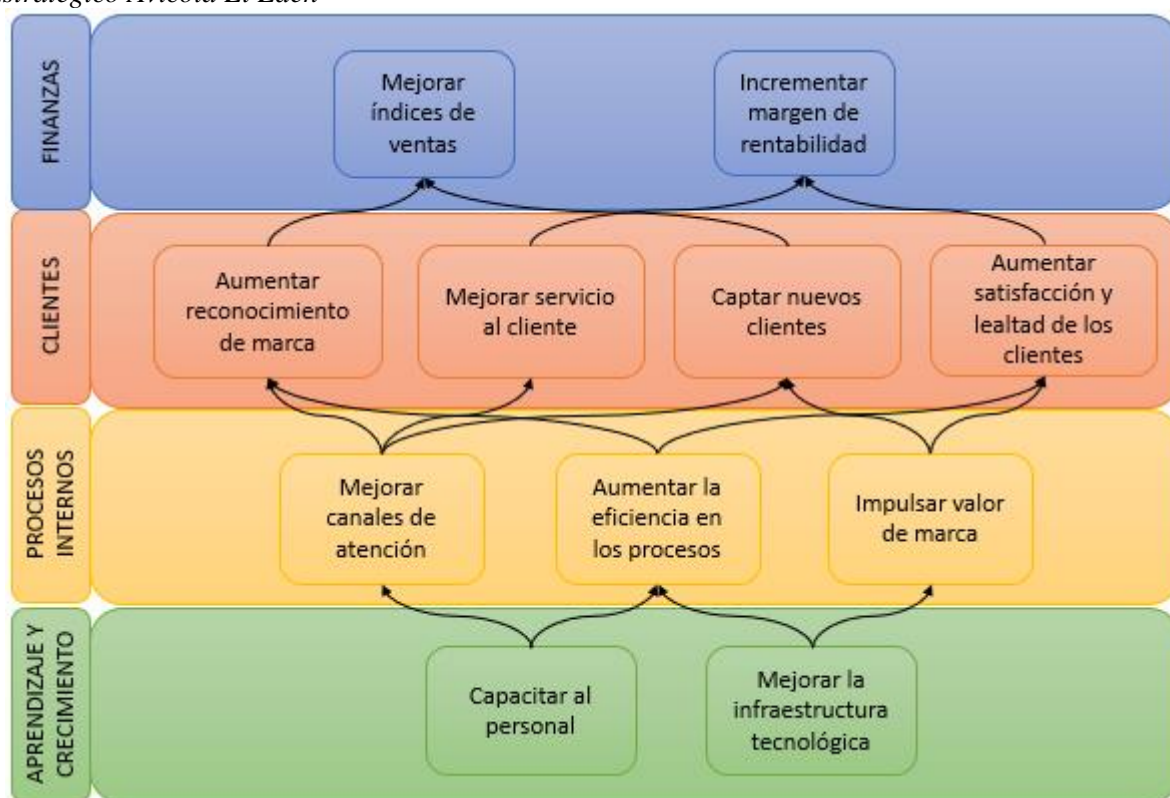 FINANZAS
Mejorar
índices de
ventas
Incrementar
margen de
rentabilidad
CLIENTES
Aumentar
reconocimiento
de marca
Mejorar servicio
al cliente
Captar nuevos
clientes
Aumentar
satisfacción y
lealtad de los
clientes
PROCESOS
INTERNOS
Mejorar
canales de
atención
Aumentar la
eficiencia en
los procesos
Impulsar valor
de marca
APRENDIZAJE Y
CRECIMIENTO
Capacitar al
personal
Mejorar la
infraestructura
tecnológica